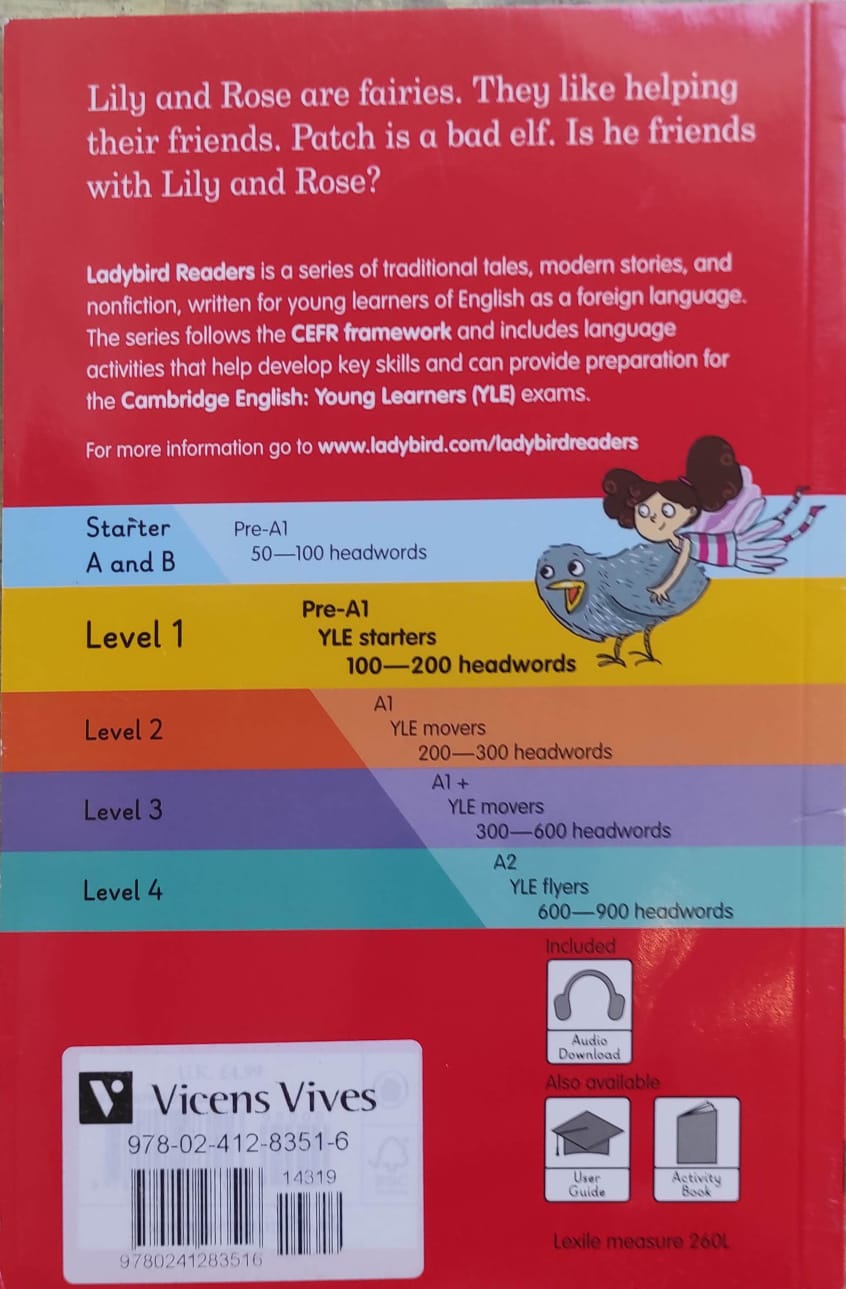 Lily and Rose are fairies. They like helping
their friends. Patch is a bad elf. Is he friends
with Lily and Rose?
Ladybird Readers is a series of traditional tales, modern stories, and
nonfiction, written for young learners of English as a foreign language.
The series follows the CEFR framework and includes language
activities that help develop key skills and can provide preparation for
the Cambridge English: Young Learners (YLE) exams.
For more information go to www.ladybird.com/ladybirdreaders
Starter
A and B
Pre-A1
50—100 headwords
Level 1
Pre-A1
YLE starters
100—200 headwords
Level 2
A1
YLE movers
200—300 headwords
Level 3
A1 +
YLE movers
300—600 headwords
Level 4
A2
YLE flyers
600—900 headwords
Included
Audio
Download
Also available
User
Guide
Activity
Book
Lexile measure 260L
U.K. £4.99
Vicens Vives
978-02-412-8351-6
14319
9780241283516